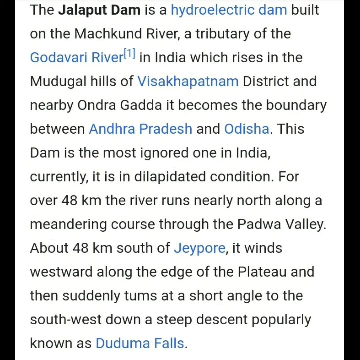 The Jalaput Dam is a hydroelectric dam built
on the Machkund River, a tributary of the
Godavari River[1] in India which rises in the
Mudugal hills of Visakhapatnam District and
nearby Ondra Gadda it becomes the boundary
between Andhra Pradesh and Odisha. This
Dam is the most ignored one in India,
currently, it is in dilapidated condition. For
over 48 km the river runs nearly north along a
meandering course through the Padwa Valley.
About 48 km south of Jeypore, it winds
westward along the edge of the Plateau and
then suddenly tums at a short angle to the
south-west down a steep descent popularly
known as Duduma Falls.